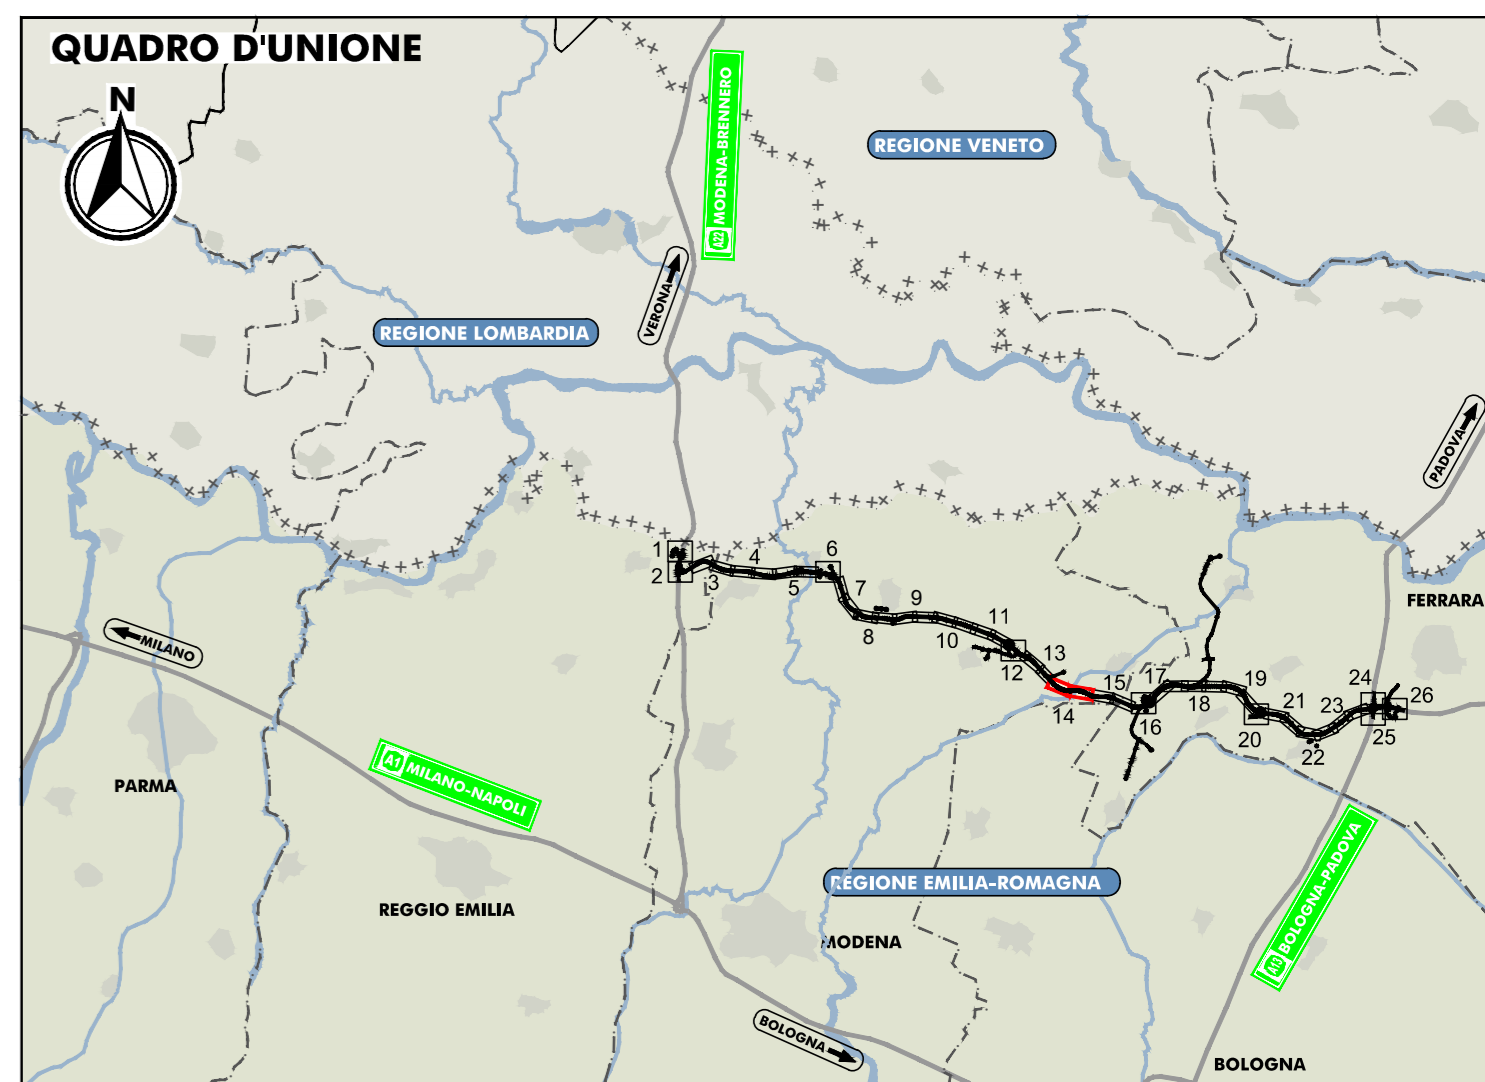 QUADRO D'UNIONE
N
A22 MODENA-BRENNERO
REGIONE VENETO
VERONA
REGIONE LOMBARDIA
PADOVA
1
2
3
4
5
6
7
8
9
10
11
12
13
14
15
16
17
18
19
20
21
22
23
24
25
26
FERRARA
MILANO
PARMA
A1 MILANO-NAPOLI
REGIONE EMILIA-ROMAGNA
A13 BOLOGNA-PADOVA
REGGIO EMILIA
MODENA
BOLOGNA
BOLOGNA